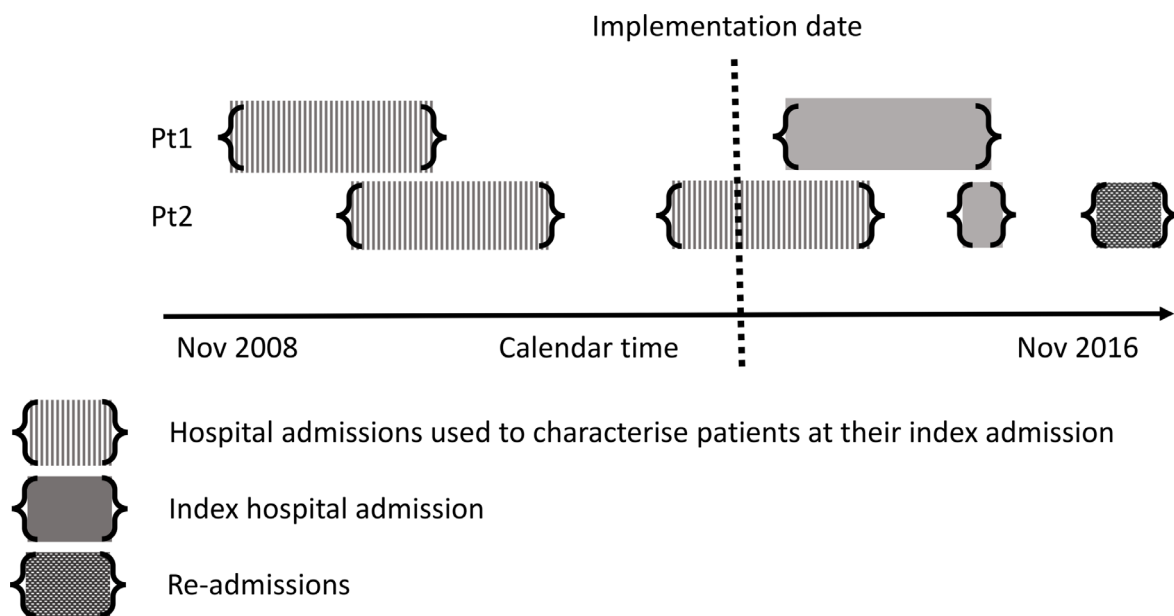 Implementation date
Pt1
Pt2
Nov 2008 Calendar time Nov 2016
Hospital admissions used to characterise patients at their index admission
Index hospital admission
Re-admissions